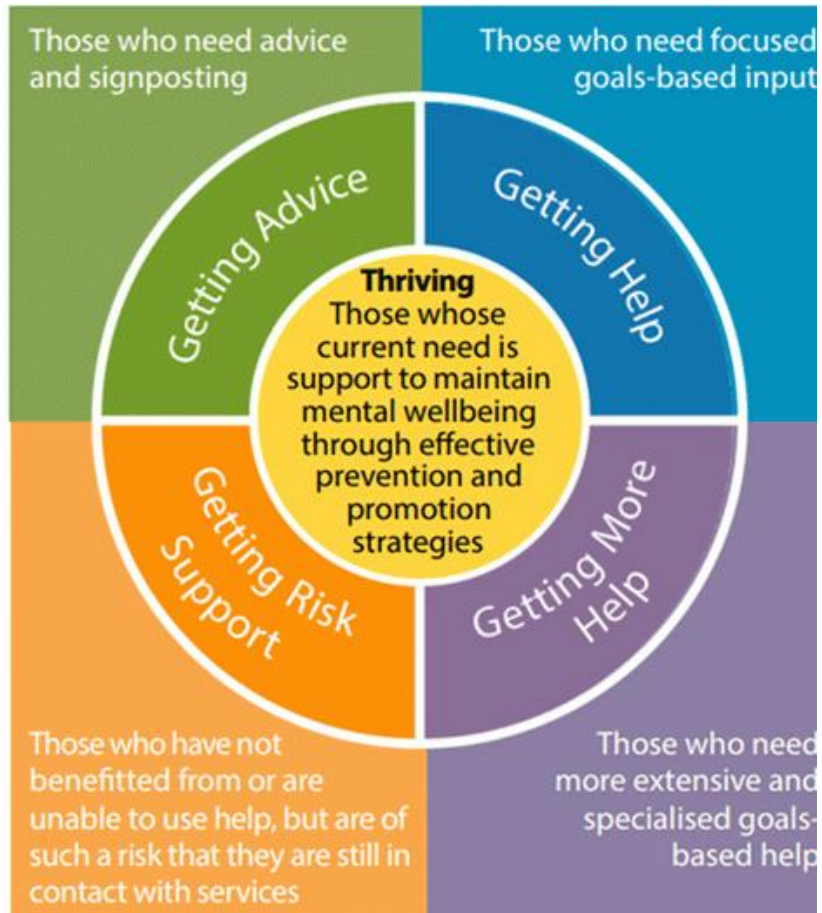 Those who need advice
and signposting
Those who need focused
goals-based input
Getting Advice
Getting Help
Thriving
Those whose
current need is
support to maintain
mental wellbeing
through effective
prevention and
promotion
strategies
Getting Risk
Support
Getting More
Help
Those who have not
benefitted from or are
unable to use help, but are of
such a risk that they are still in
contact with services
Those who need
more extensive and
specialised goals-
based help